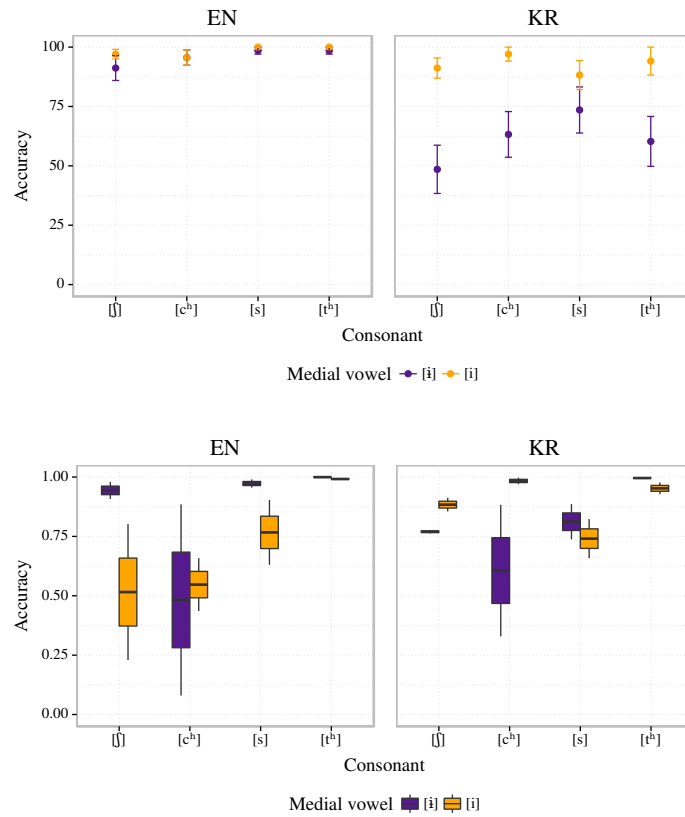 EN KR
100
75
50
25
0
Accuracy
[ʃ] [cʰ] [s] [tʰ] [ʃ] [cʰ] [s] [tʰ]
Consonant
Medial vowel [ɨ] [i]
EN KR
1.00
0.75
0.50
0.25
0.00
Accuracy
[ʃ] [cʰ] [s] [tʰ] [ʃ] [cʰ] [s] [tʰ]
Consonant
Medial vowel [ɨ] [i]